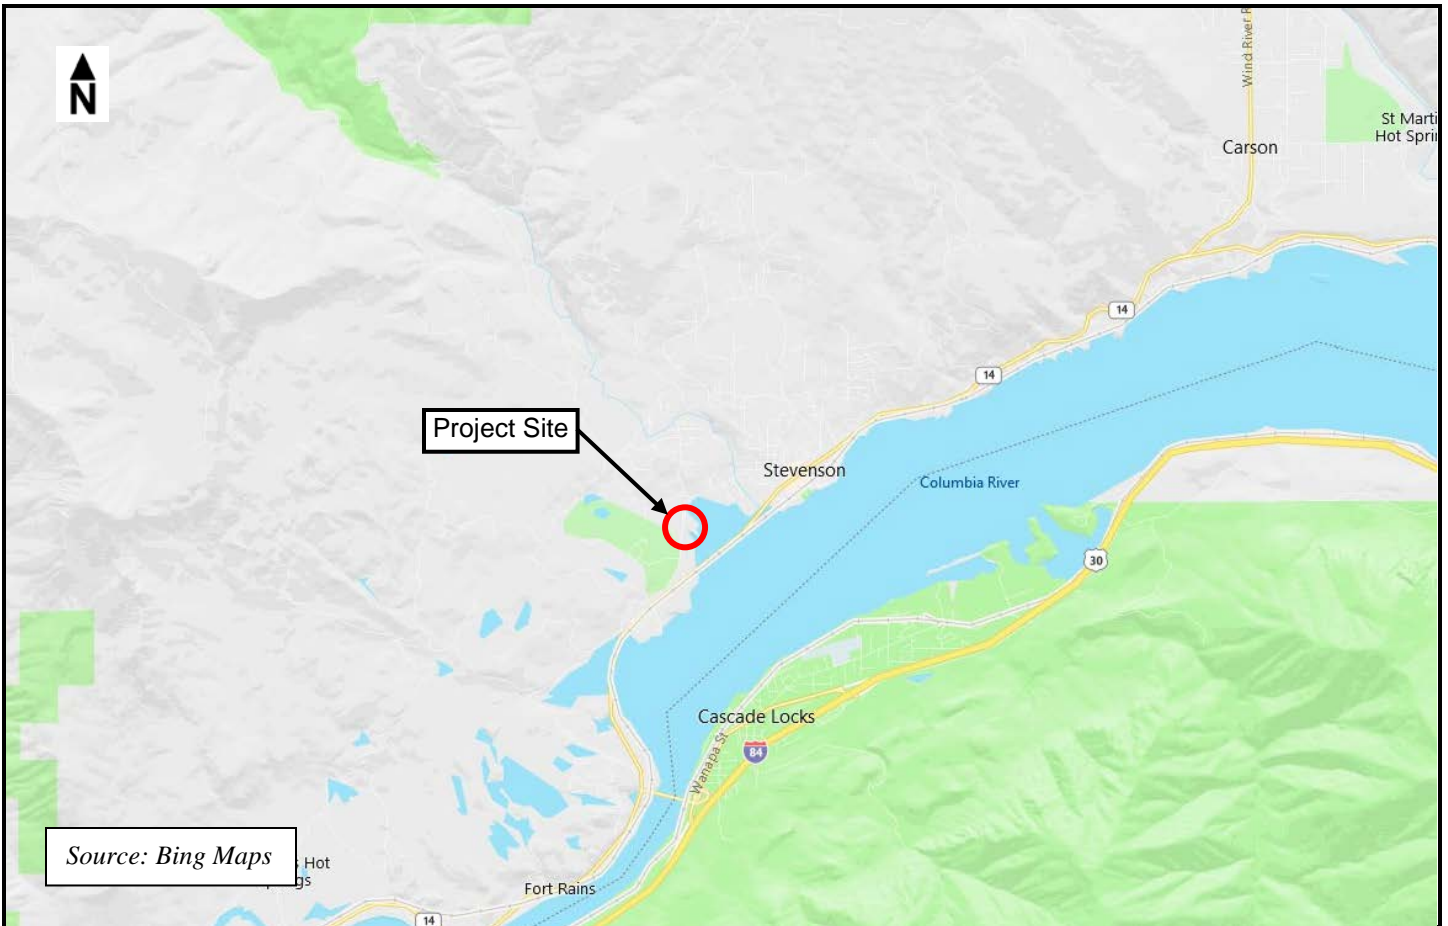 N
Wind River R
St Marti
Hot Sprin
Carson
14
14
Project Site
Stevenson
Columbia River
30
Cascade Locks
Wanapa St
84
Source: Bing Maps
Hot
gs
Fort Rains
14